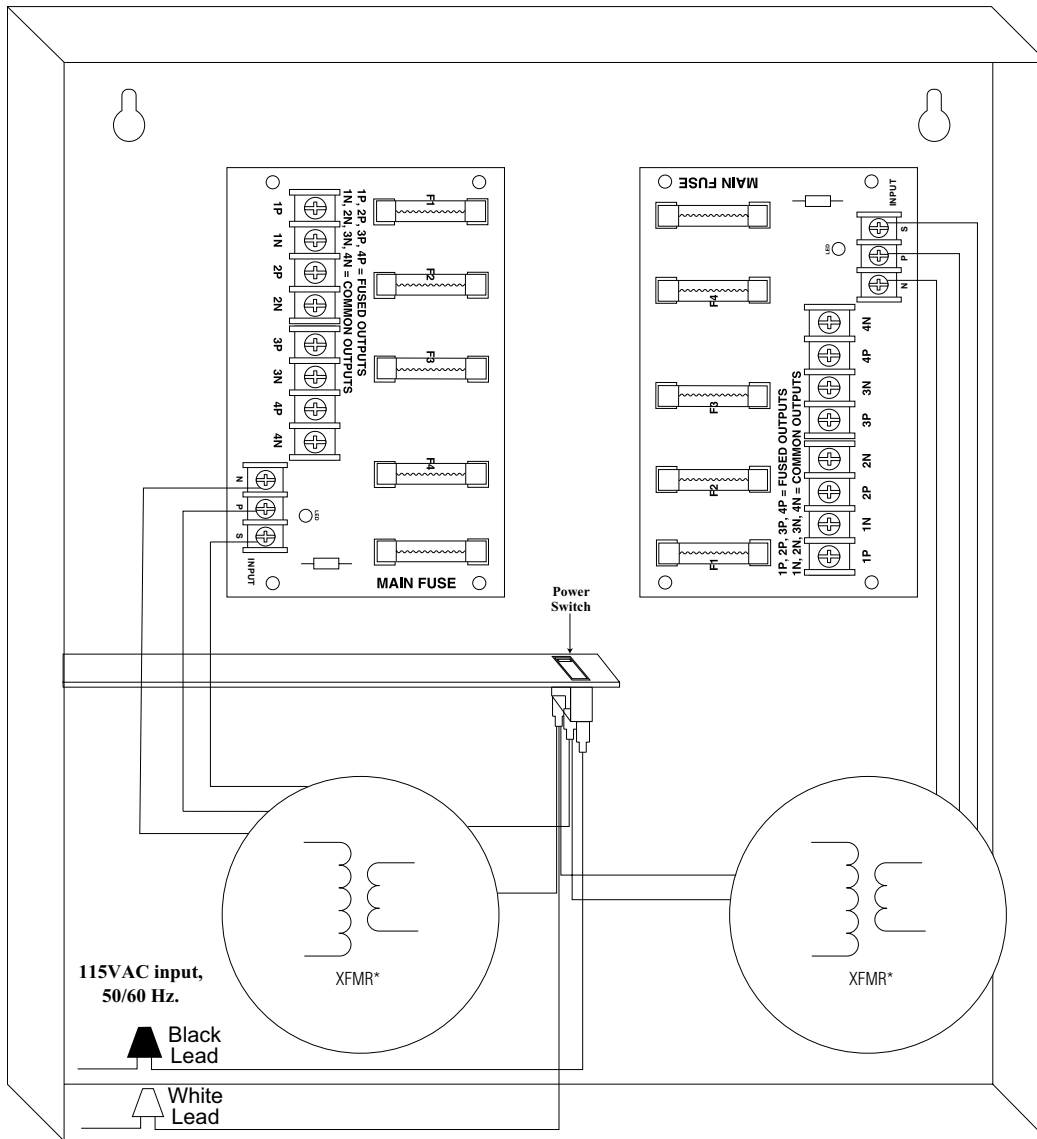 1P
1N
2P
2N
3P
3N
4P
4N
1P, 2P, 3P, 4P = FUSED OUTPUTS
1N, 2N, 3N, 4N = COMMON OUTPUTS
F1
F2
F3
F4
N
P
S
INPUT
LED
MAIN FUSE
MAIN FUSE
INPUT
S
P
N
LED
F4
F3
F2
F1
4N
4P
3N
3P
2N
2P
1N
1P
1P, 2P, 3P, 4P = FUSED OUTPUTS
1N, 2N, 3N, 4N = COMMON OUTPUTS
Power
Switch
XFMR*
XFMR*
115VAC input,
50/60 Hz.
Black
Lead
White
Lead